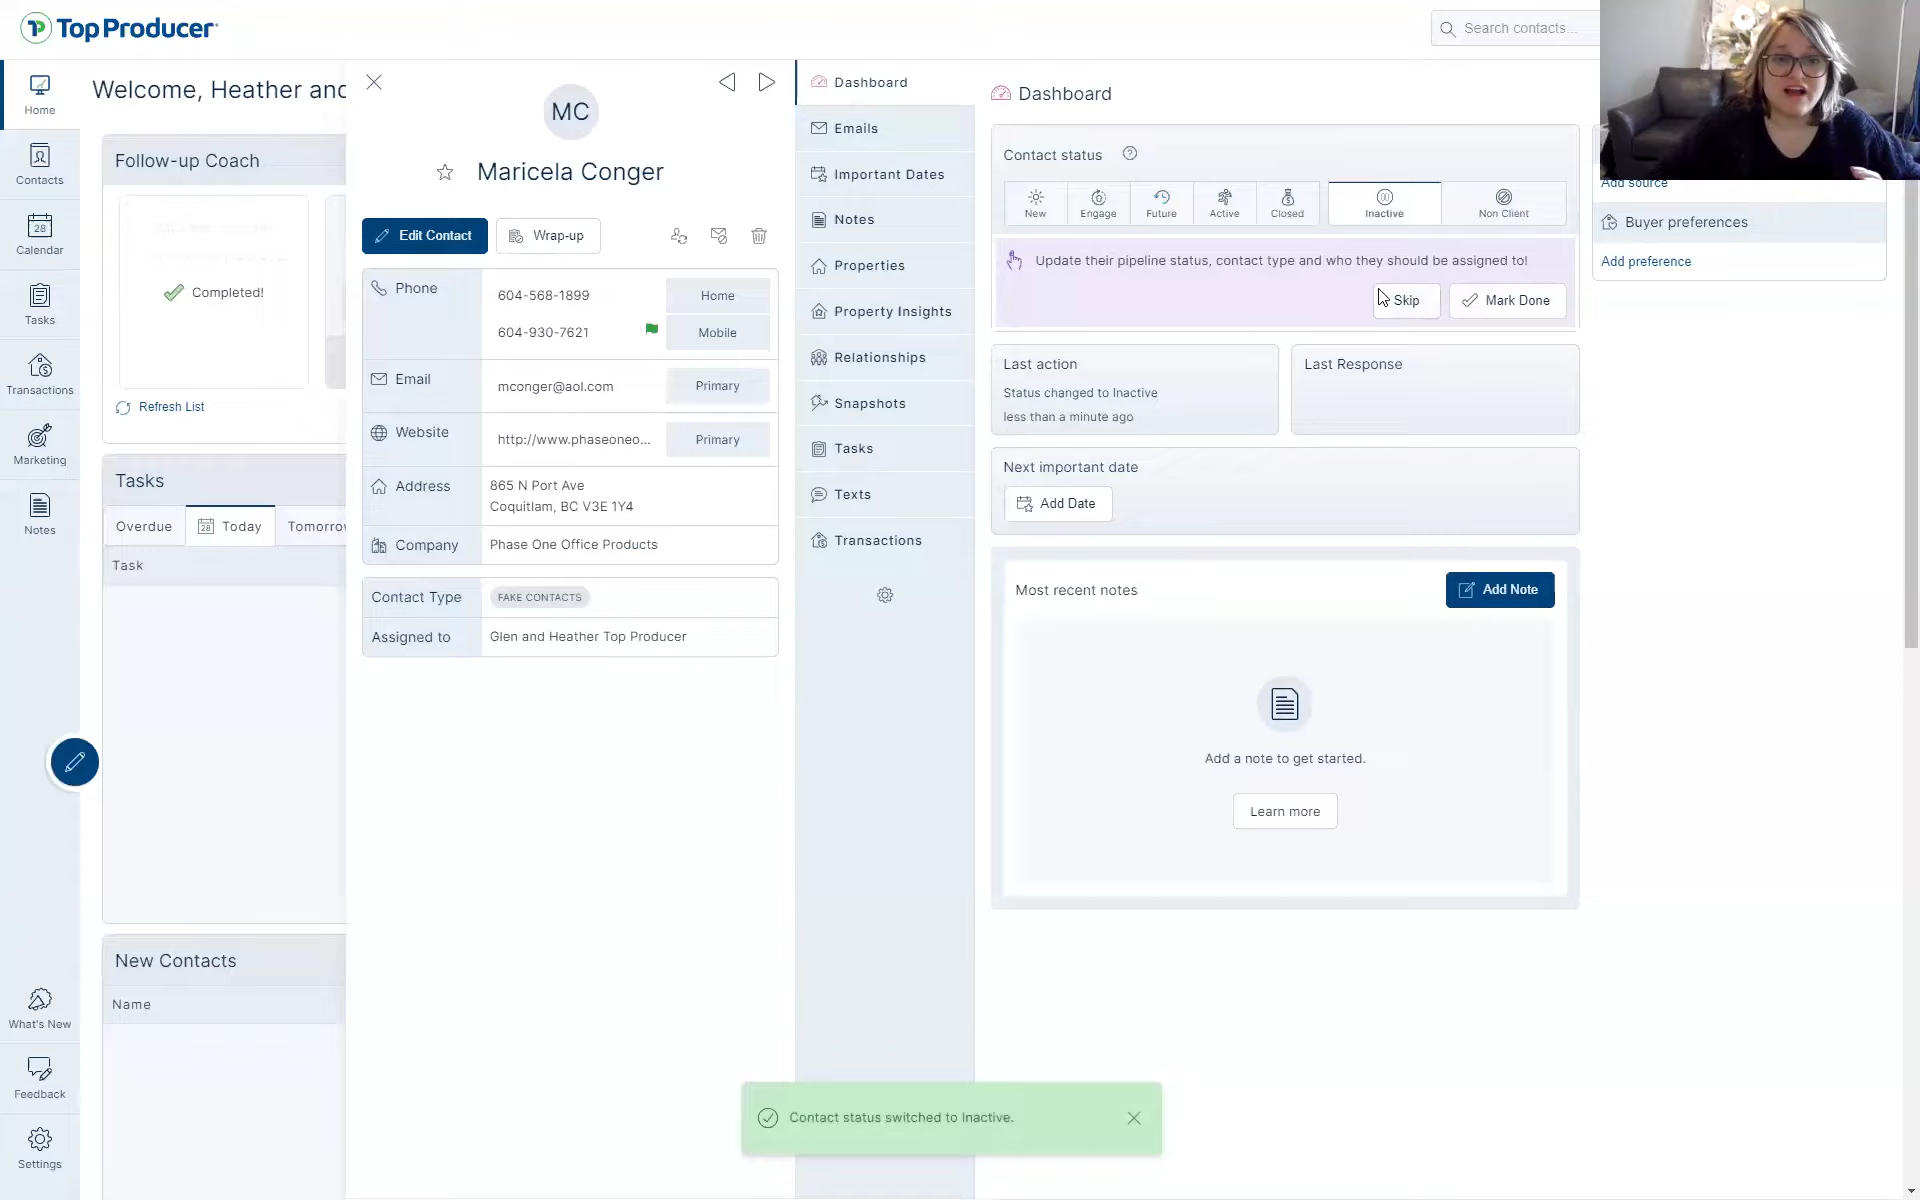 Top Producer
Search contacts...
Home
Contacts
28
Calendar
Tasks
Transactions
Marketing
Notes
What's New
Feedback
Settings
Welcome, Heather and
Follow-up Coach
Completed!
Refresh List
Tasks
Overdue
28
Today
Tomorrow
Task
New Contacts
Name
MC
Maricela Conger
Edit Contact
Wrap-up
Phone
604-568-1899
Home
604-930-7621
Mobile
Email
mconger@aol.com
Primary
Website
http://www.phaseoneo...
Primary
Address
865 N Port Ave
Coquitlam, BC V3E 1Y4
Company
Phase One Office Products
Contact Type
FAKE CONTACTS
Assigned to
Glen and Heather Top Producer
Dashboard
Emails
Important Dates
Notes
Properties
Property Insights
Relationships
Snapshots
Tasks
Texts
Transactions
Dashboard
Contact status
New
Engage
Future
Active
Closed
Inactive
Non Client
Update their pipeline status, contact type and who they should be assigned to!
Skip
Mark Done
Last action
Status changed to Inactive
less than a minute ago
Last Response
Next important date
Add Date
Most recent notes
Add Note
Add a note to get started.
Learn more
Add source
Buyer preferences
Add preference
Contact status switched to Inactive.